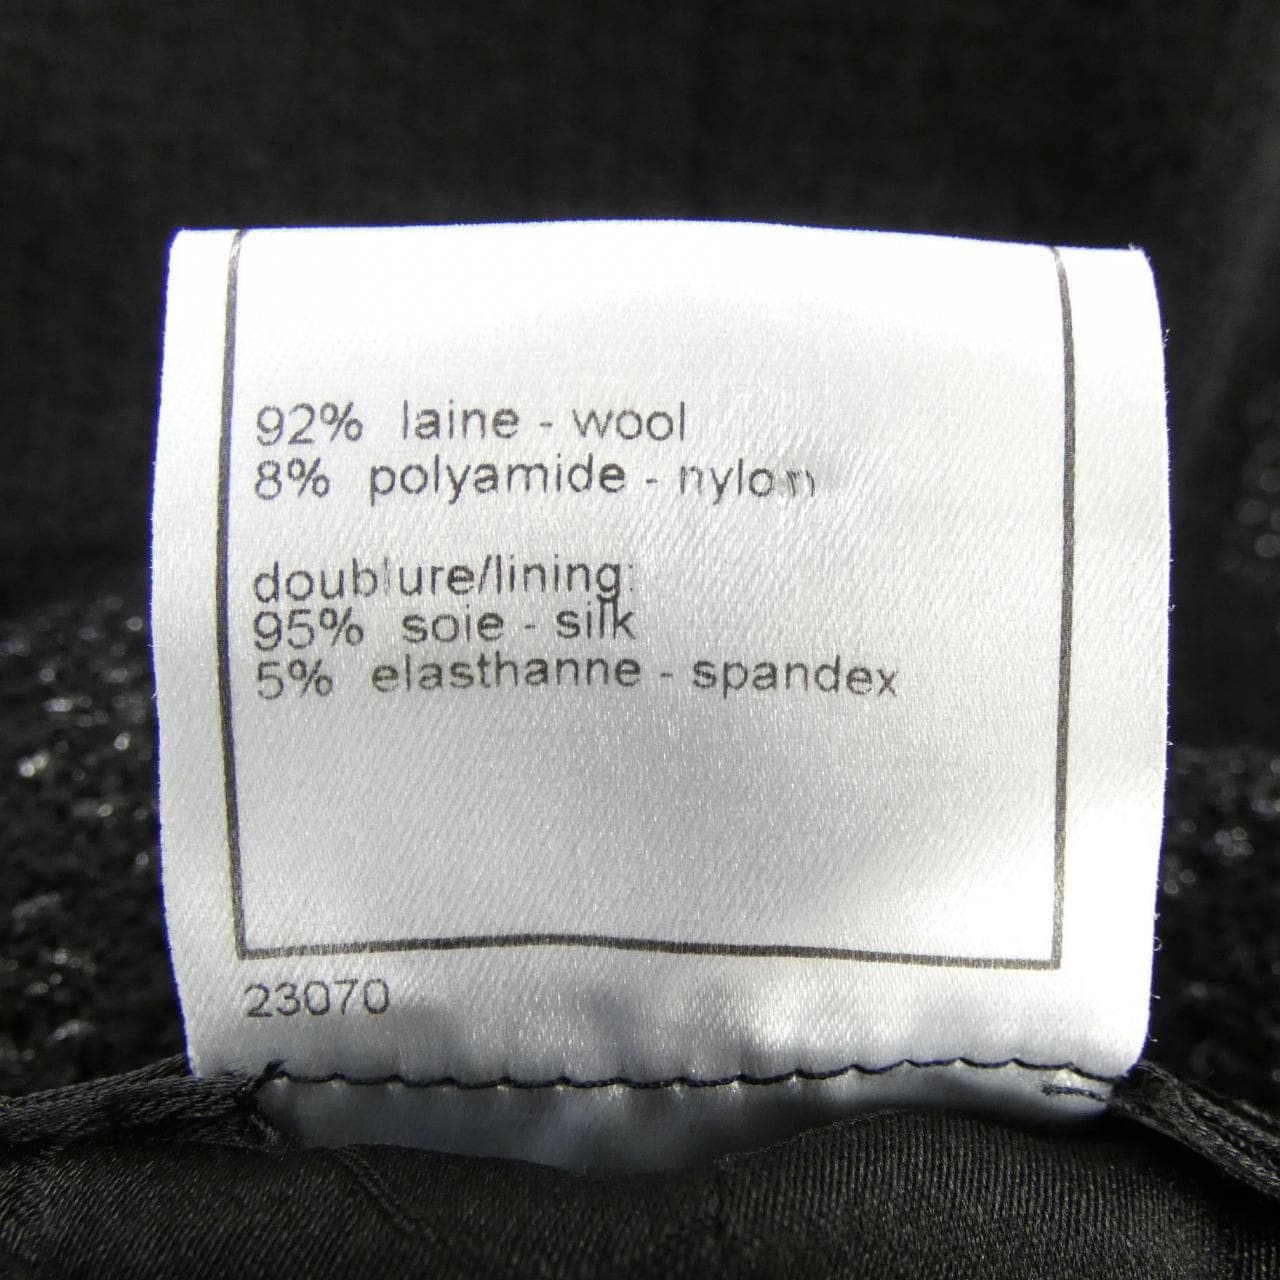 92% laine - wool
8% polyamide - nylon
doublure/lining:
95% soie - silk
5% elasthanne - spandex
23070